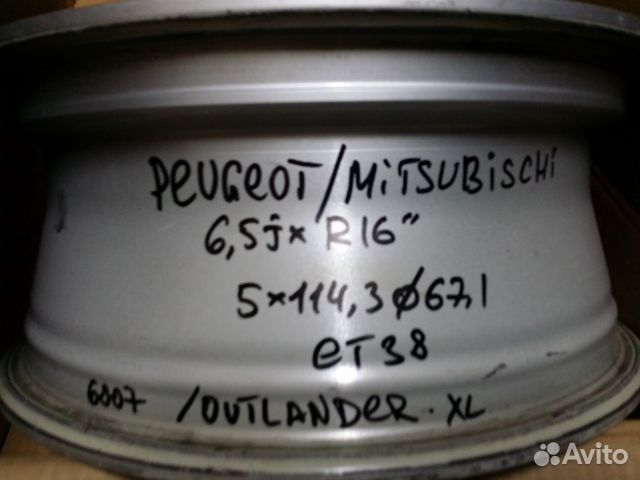 PEUGEOT/MITSUBISCHI
6,5j× R16"
5×114,3 Ø67,1
ET38
6007 /OUTLANDER. XL
Avito